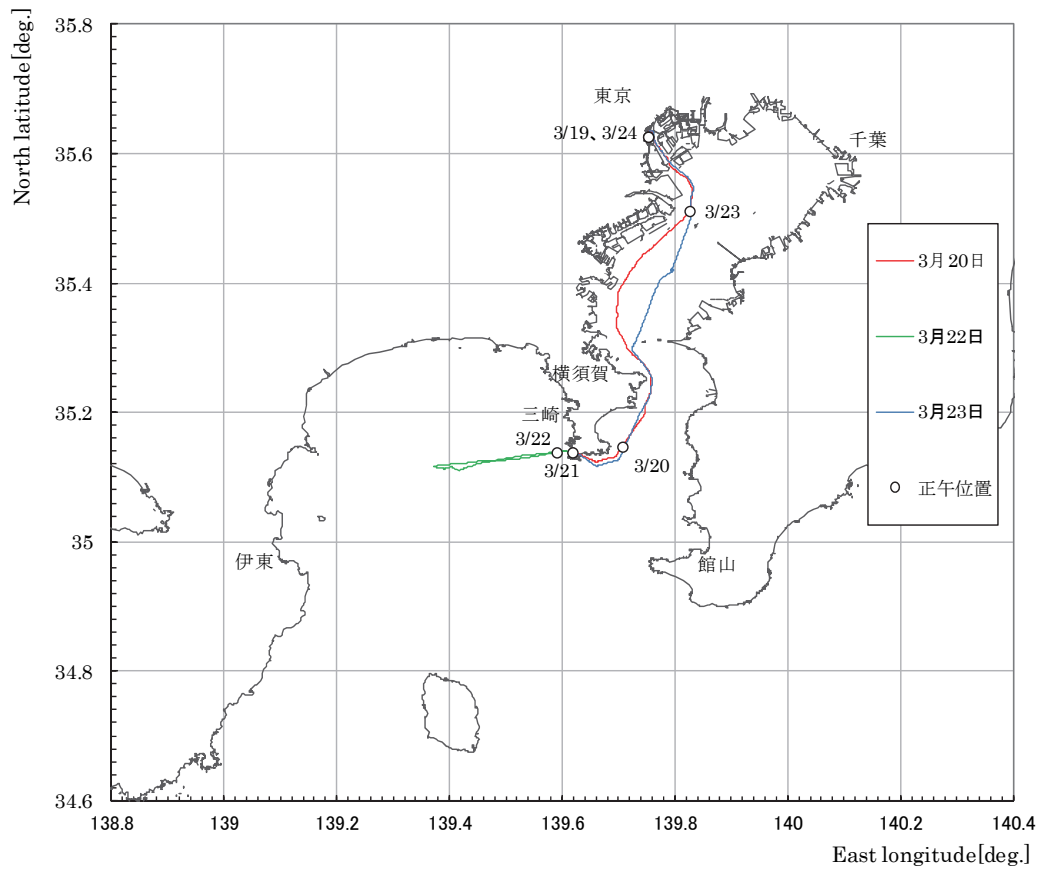 North latitude[deg.]
35.8
35.6
35.4
35.2
35
34.8
34.6
138.8
139
139.2
139.4
139.6
139.8
140
140.2
140.4
East longitude[deg.]
東京
3/19、3/24
千葉
3/23
横須賀
三崎
3/22
3/21
3/20
伊東
館山
3月20日
3月22日
3月23日
正午位置